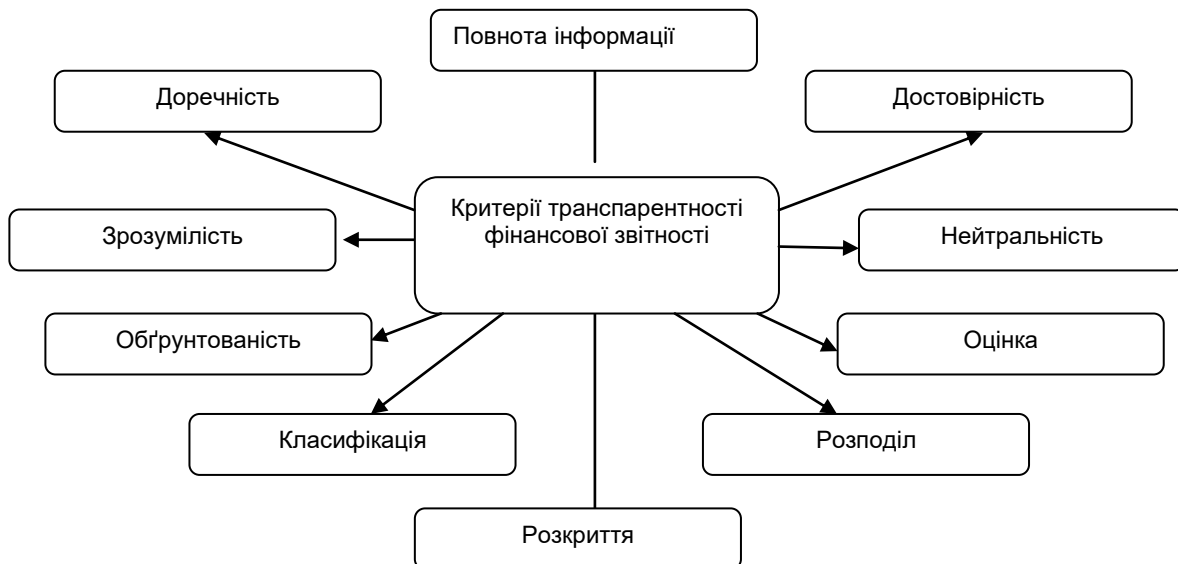 Повнота інформації
Доречність
Достовірність
Критерії транспарентності
фінансової звітності
Зрозумілість
Нейтральність
Обґрунтованість
Оцінка
Класифікація
Розподіл
Розкриття